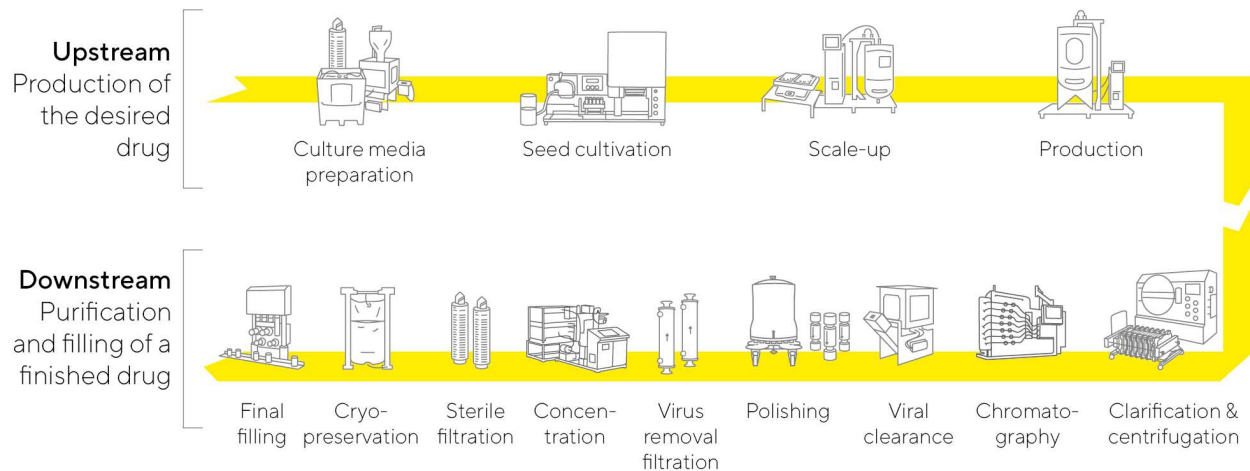 Upstream
Production of
the desired
drug
Culture media
preparation
Seed cultivation
Scale-up
Production
Downstream
Purification
and filling of a
finished drug
Final
filling
Cryo-
preservation
Sterile
filtration
Concen-
tration
Virus
removal
filtration
Polishing
Viral
clearance
Chromato-
graphy
Clarification &
centrifugation